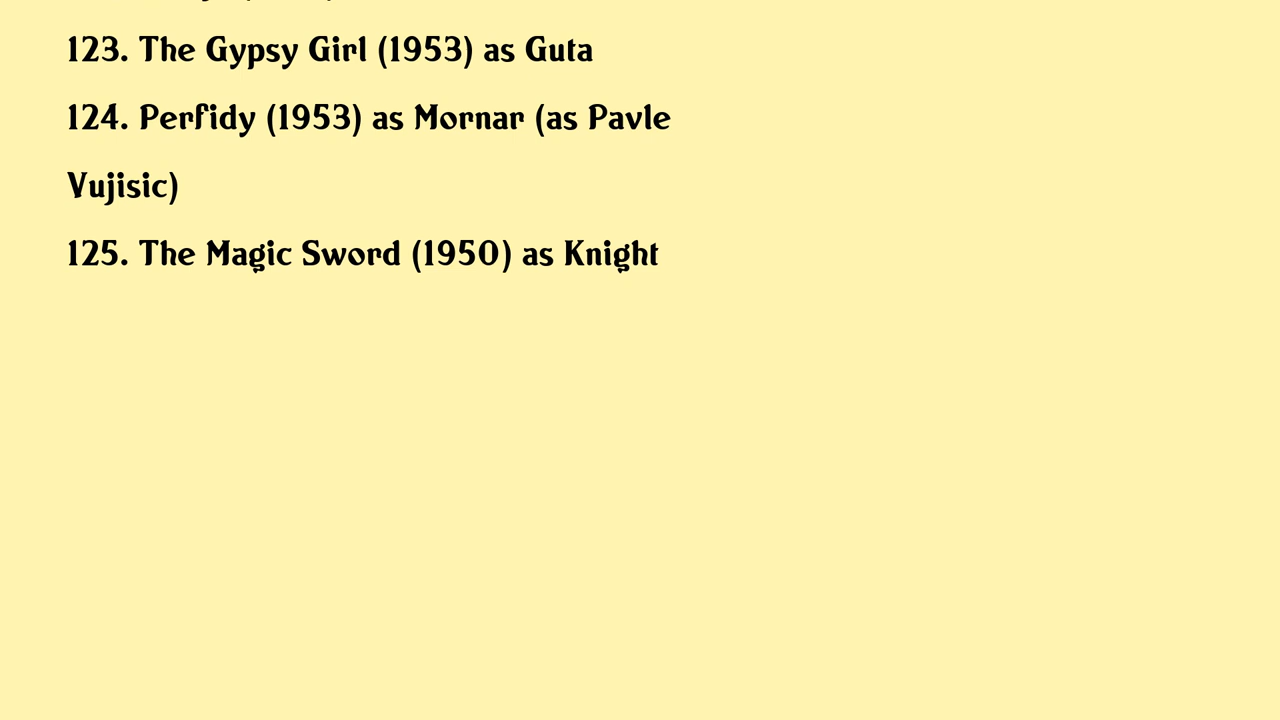 123. The Gypsy Girl (1953) as Guta
124. Perfidy (1953) as Mornar (as Pavle
Vujisic)
125. The Magic Sword (1950) as Knight